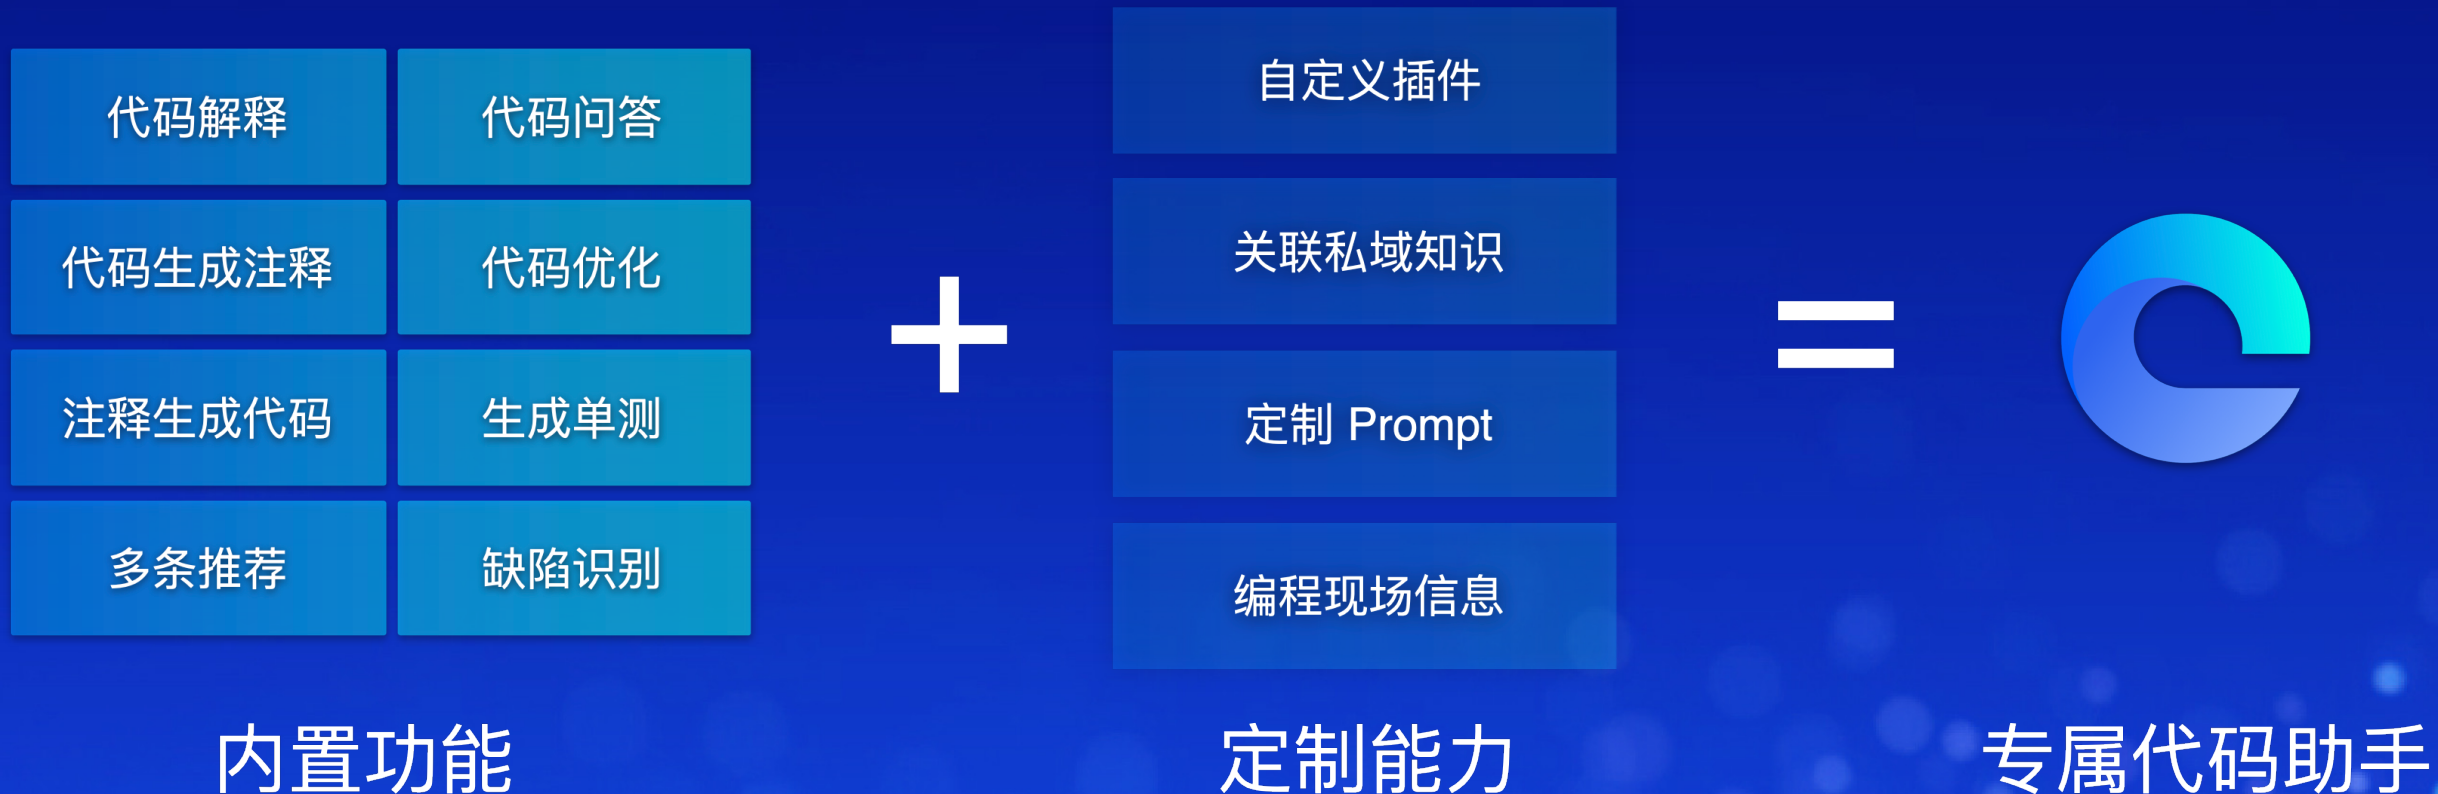 代码解释
代码问答
代码生成注释
代码优化
注释生成代码
生成单测
多条推荐
缺陷识别
内置功能
+
自定义插件
关联私域知识
定制 Prompt
编程现场信息
定制能力
=
专属代码助手